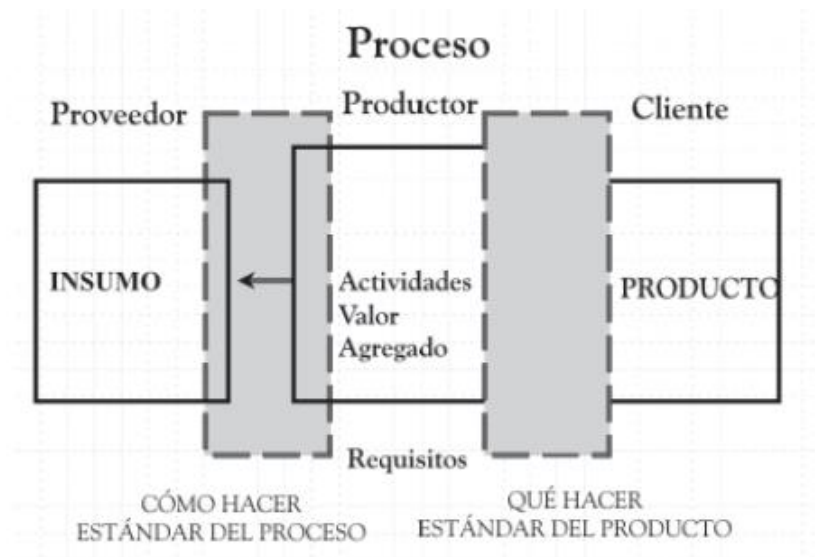 Proceso
Proveedor
Productor
Cliente
INSUMO
Actividades
Valor
Agregado
PRODUCTO
Requisitos
CÓMO HACER
ESTÁNDAR DEL PROCESO
QUÉ HACER
ESTÁNDAR DEL PRODUCTO